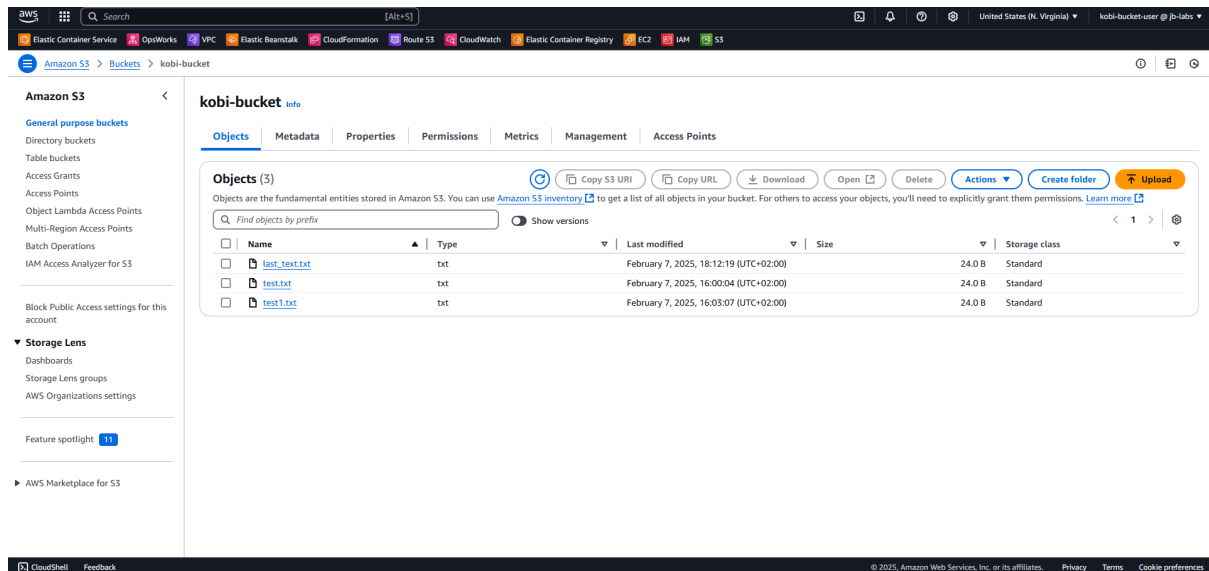 aws Search [Alt+S] United States (N. Virginia) ▼ kobi-bucket-user @ jb-labs ▼
Elastic Container Service OpsWorks VPC Elastic Beanstalk CloudFormation Route 53 CloudWatch Elastic Container Registry EC2 IAM S3
Amazon S3 > Buckets > kobi-bucket
Amazon S3
General purpose buckets
Directory buckets
Table buckets
Access Grants
Access Points
Object Lambda Access Points
Multi-Region Access Points
Batch Operations
IAM Access Analyzer for S3
Block Public Access settings for this
account
Storage Lens
Dashboards
Storage Lens groups
AWS Organizations settings
Feature spotlight 11
AWS Marketplace for S3
kobi-bucket Info
Objects Metadata Properties Permissions Metrics Management Access Points
Objects (3) Copy S3 URI Copy URL Download Open Delete Actions ▼ Create folder Upload
Objects are the fundamental entities stored in Amazon S3. You can use Amazon S3 inventory to get a list of all objects in your bucket. For others to access your objects, you'll need to explicitly grant them permissions. Learn more
Find objects by prefix Show versions < 1 >
Name Type Last modified Size Storage class
last_text.txt txt February 7, 2025, 18:12:19 (UTC+02:00) 24.0 B Standard
test.txt txt February 7, 2025, 16:00:04 (UTC+02:00) 24.0 B Standard
test1.txt txt February 7, 2025, 16:03:07 (UTC+02:00) 24.0 B Standard
CloudShell Feedback © 2025, Amazon Web Services, Inc. or its affiliates. Privacy Terms Cookie preferences